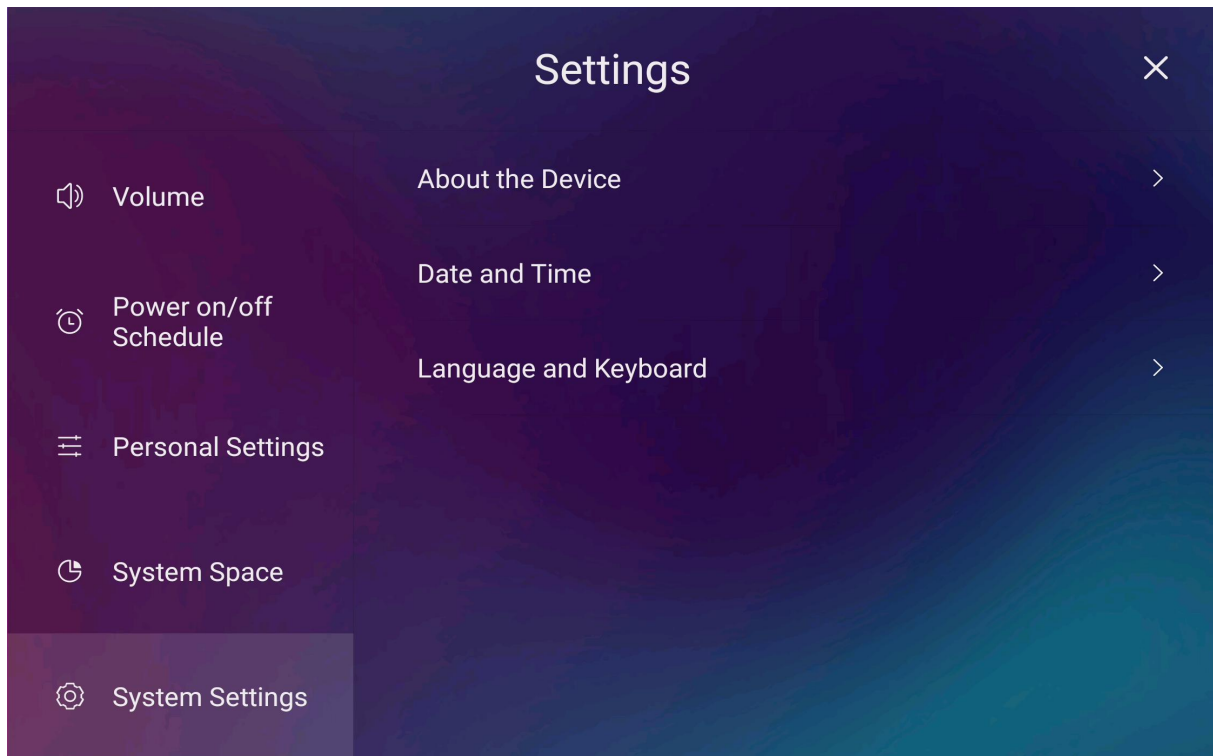 Settings
Volume
Power on/off
Schedule
Personal Settings
System Space
System Settings
About the Device
Date and Time
Language and Keyboard